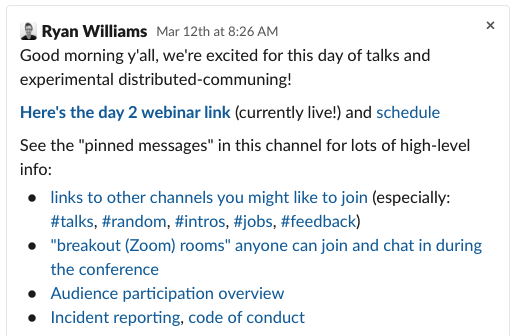 Ryan Williams Mar 12th at 8:26 AM ×
Good morning y'all, we're excited for this day of talks and
experimental distributed-communing!
Here's the day 2 webinar link (currently live!) and schedule
See the "pinned messages" in this channel for lots of high-level
info:
• links to other channels you might like to join (especially:
#talks, #random, #intros, #jobs, #feedback)
• "breakout (Zoom) rooms" anyone can join and chat in during
the conference
• Audience participation overview
• Incident reporting, code of conduct